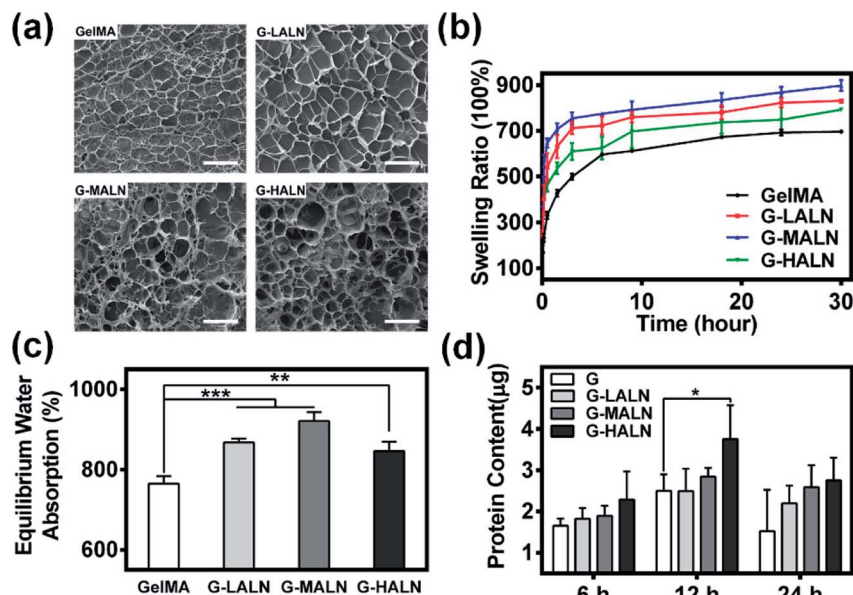 (a)
GelMA
G-LALN
G-MALN
G-HALN
(b)
Swelling Ratio (100%)
900
700
500
300
100
GelMA
G-LALN
G-MALN
G-HALN
0
10
20
30
Time (hour)
(c)
Equilibrium Water
Absorption (%)
1000
800
600
***
**
GelMA G-LALN G-MALN G-HALN
(d)
Protein Content(μg)
5
4
3
2
1
G
G-LALN
G-MALN
G-HALN
*
6 h 12 h 24 h